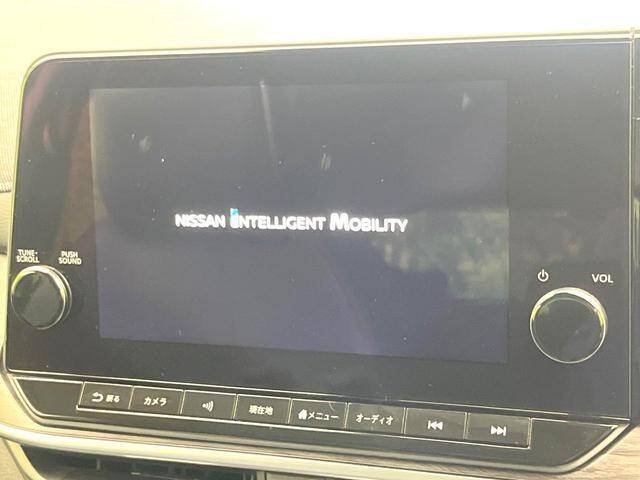 NISSAN INTELLIGENT MOBILITY
TUNE・
SCROLL
PUSH
SOUND
VOL
戻る
カメラ
現在地
メニュー
オーディオ